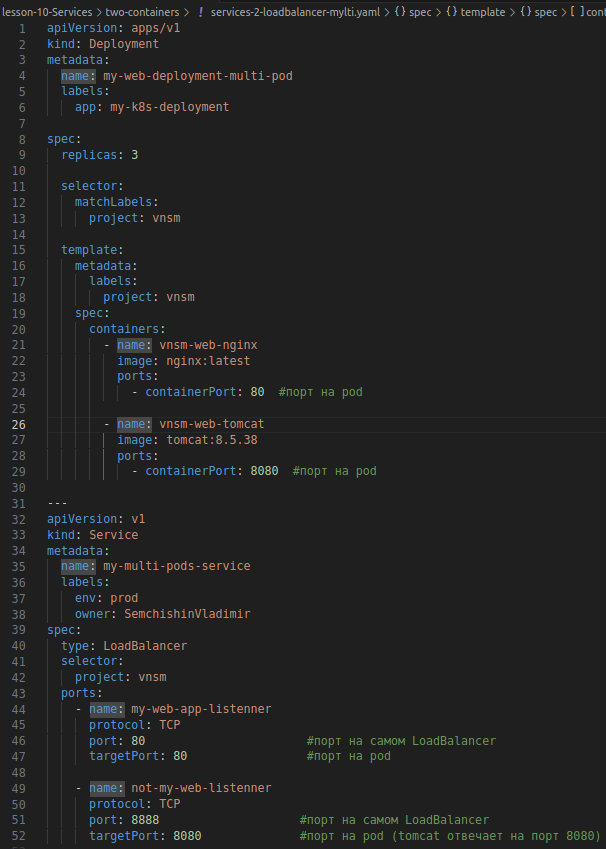 lesson-10-Services > two-containers > ! services-2-loadbalancer-mylti.yaml > {} spec > {} template > {} spec > [ ] cont
1 apiVersion: apps/v1
2 kind: Deployment
3 metadata:
4   name: my-web-deployment-multi-pod
5   labels:
6     app: my-k8s-deployment
7
8 spec:
9   replicas: 3
10
11   selector:
12     matchLabels:
13       project: vnsm
14
15   template:
16     metadata:
17       labels:
18         project: vnsm
19     spec:
20       containers:
21         - name: vnsm-web-nginx
22           image: nginx:latest
23           ports:
24             - containerPort: 80  #порт на pod
25
26         - name: vnsm-web-tomcat
27           image: tomcat:8.5.38
28           ports:
29             - containerPort: 8080  #порт на pod
30
31 ---
32 apiVersion: v1
33 kind: Service
34 metadata:
35   name: my-multi-pods-service
36   labels:
37     env: prod
38     owner: SemchishinVladimir
39 spec:
40   type: LoadBalancer
41   selector:
42     project: vnsm
43   ports:
44     - name: my-web-app-listenner
45       protocol: TCP
46       port: 80                       #порт на самом LoadBalancer
47       targetPort: 80                 #порт на pod
48
49     - name: not-my-web-listenner
50       protocol: TCP
51       port: 8888                    #порт на самом LoadBalancer
52       targetPort: 8080              #порт на pod (tomcat отвечает на порт 8080)